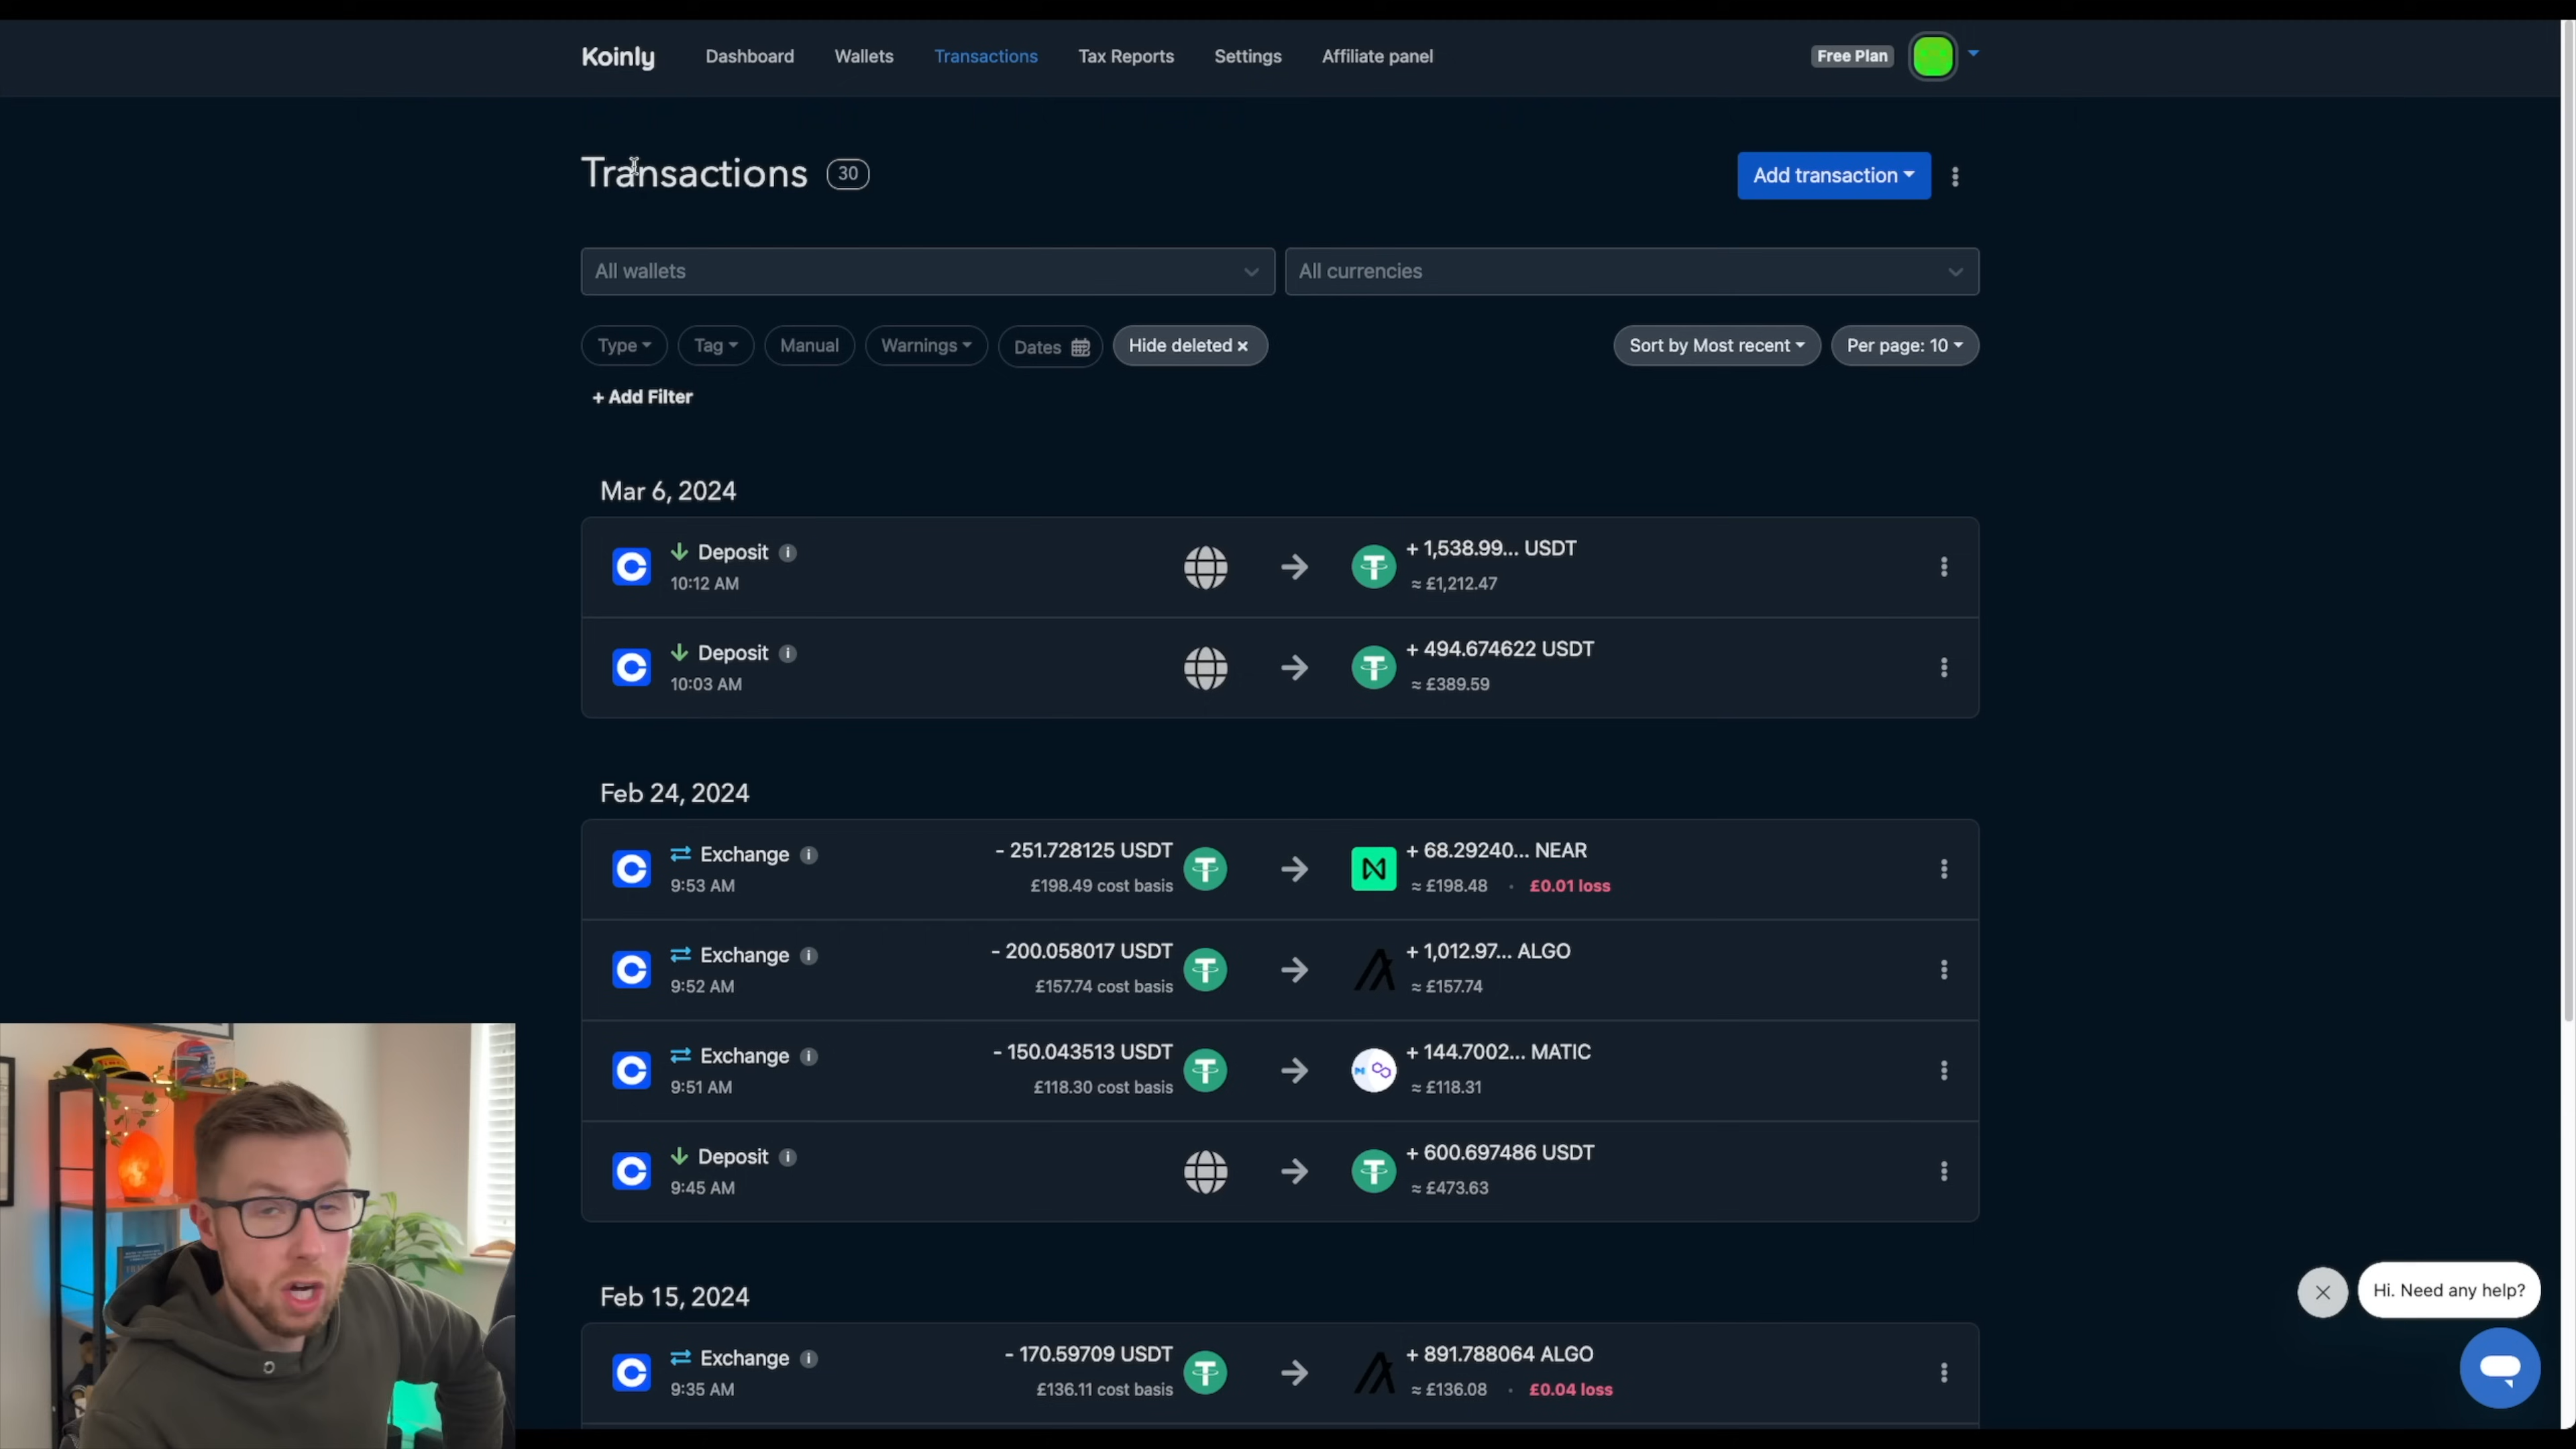 Koinly Dashboard Wallets Transactions Tax Reports Settings Affiliate panel Free Plan
Transactions 30 Add transaction
All wallets All currencies
Type Tag Manual Warnings Dates Hide deleted × Sort by Most recent Per page: 10
+ Add Filter
Mar 6, 2024
Deposit + 1,538.99... USDT
10:12 AM ≈ £1,212.47
Deposit + 494.674622 USDT
10:03 AM ≈ £389.59
Feb 24, 2024
Exchange - 251.728125 USDT + 68.29240... NEAR
9:53 AM £198.49 cost basis ≈ £198.48 · £0.01 loss
Exchange - 200.058017 USDT + 1,012.97... ALGO
9:52 AM £157.74 cost basis ≈ £157.74
Exchange - 150.043513 USDT + 144.7002... MATIC
9:51 AM £118.30 cost basis ≈ £118.31
Deposit + 600.697486 USDT
9:45 AM ≈ £473.63
Hi. Need any help?
Feb 15, 2024
Exchange - 170.59709 USDT + 891.788064 ALGO
9:35 AM £136.11 cost basis ≈ £136.08 · £0.04 loss